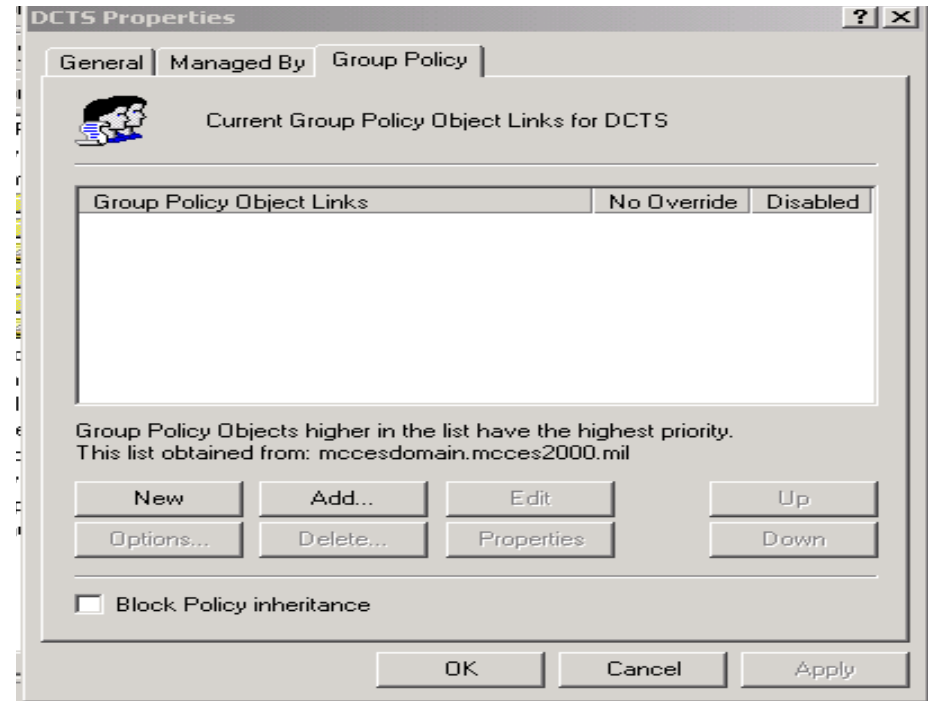 DCTS Properties
General Managed By Group Policy
Current Group Policy Object Links for DCTS
Group Policy Object Links No Override Disabled
Group Policy Objects higher in the list have the highest priority.
This list obtained from: mccesdomain.mcces2000.mil
New Add... Edit Up
Options... Delete... Properties Down
Block Policy inheritance
OK Cancel Apply